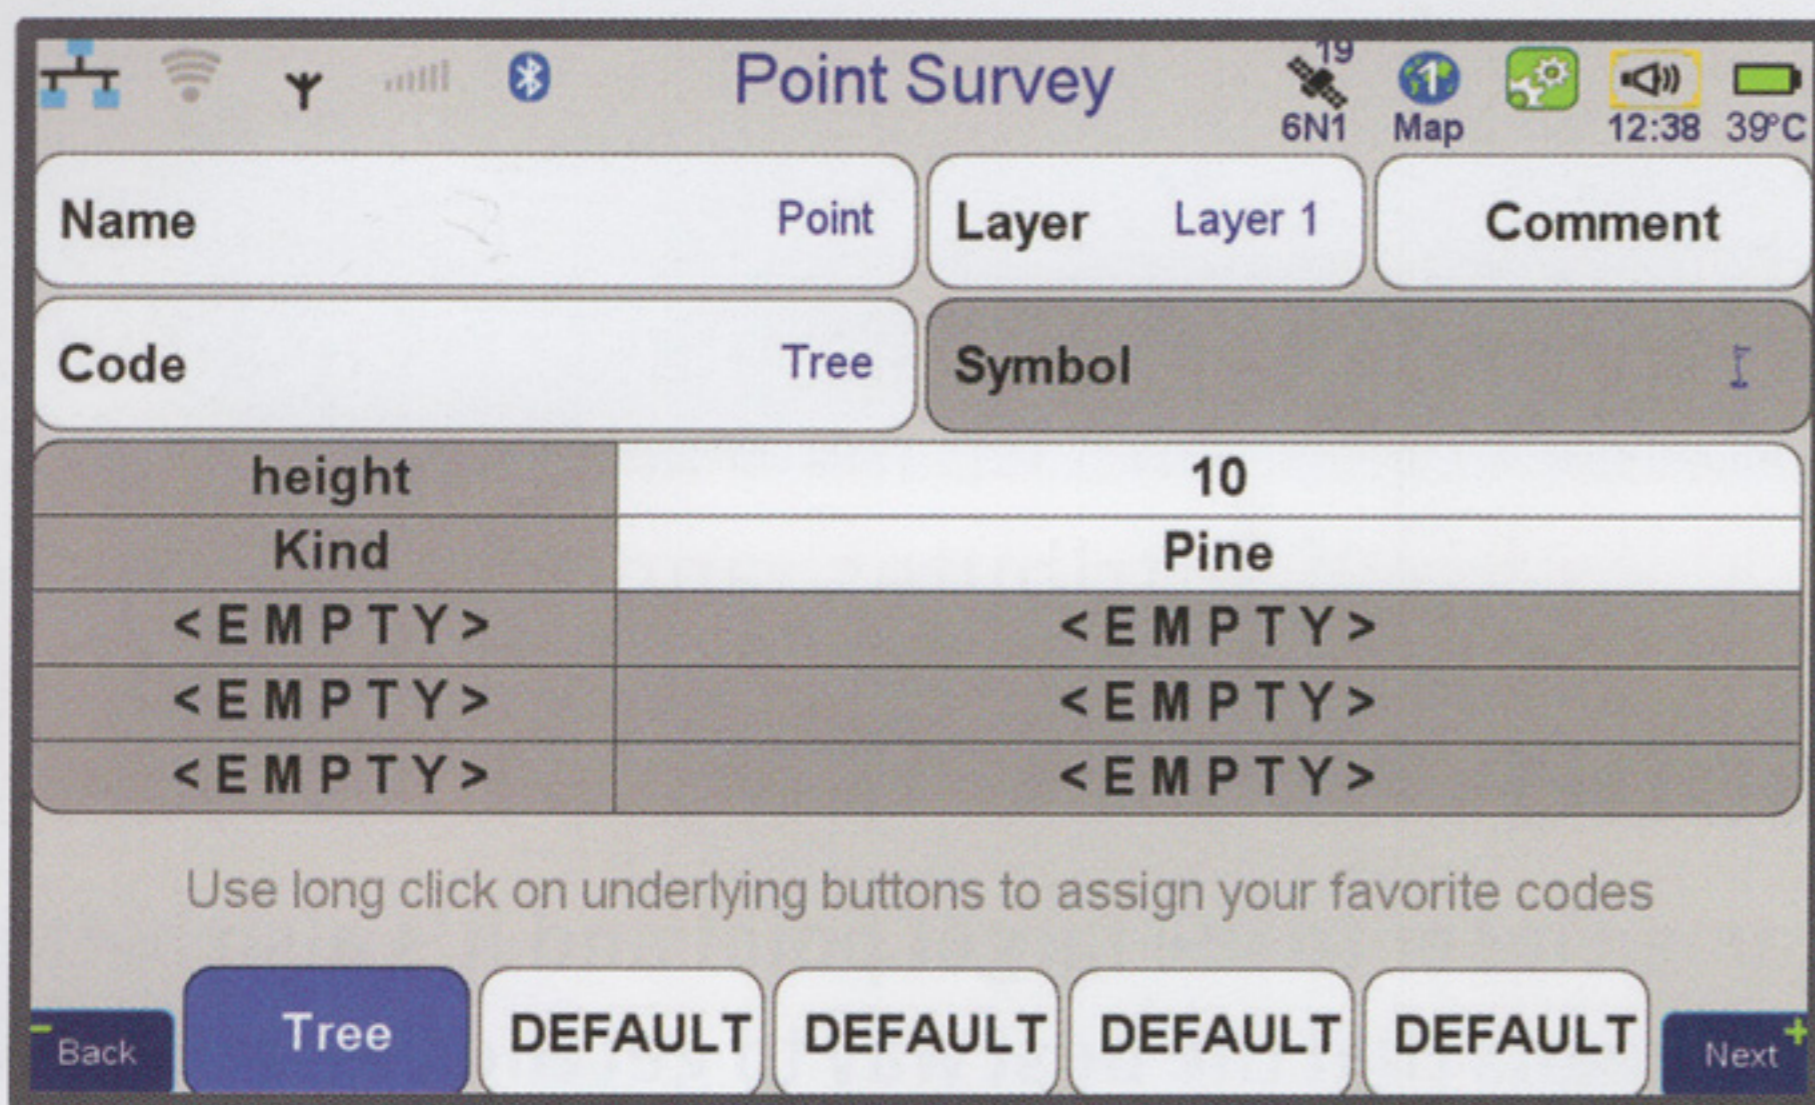 Point Survey
19
6N1
1
Map
12:38
39°C
Name Point
Layer Layer 1
Comment
Code Tree
Symbol
height 10
Kind Pine
<EMPTY> <EMPTY>
<EMPTY> <EMPTY>
<EMPTY> <EMPTY>
Use long click on underlying buttons to assign your favorite codes
Back
Tree
DEFAULT
DEFAULT
DEFAULT
DEFAULT
Next